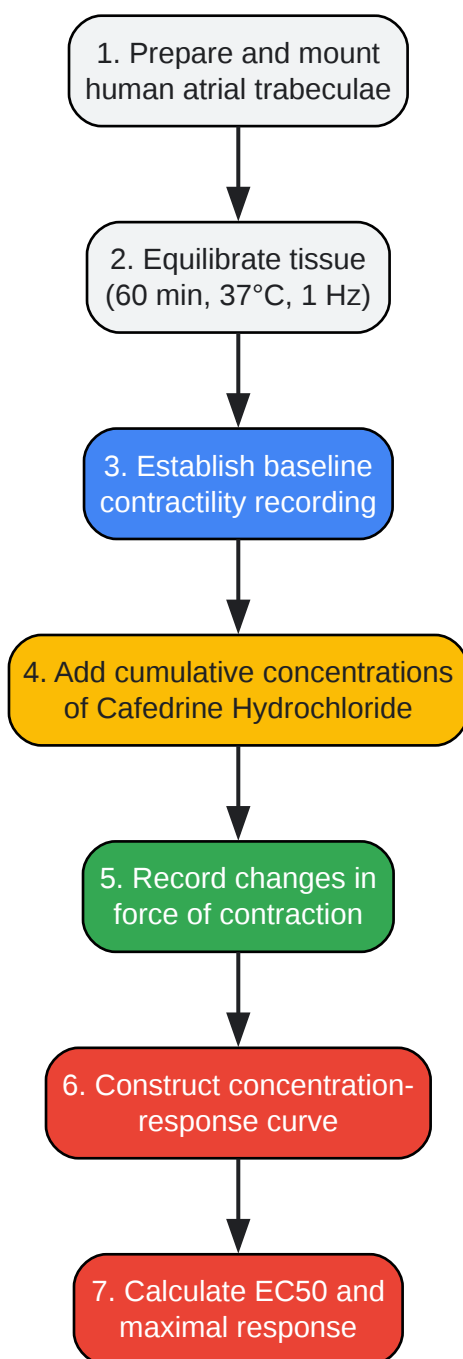 1. Prepare and mount
human atrial trabeculae
2. Equilibrate tissue
(60 min, 37°C, 1 Hz)
3. Establish baseline
contractility recording
4. Add cumulative concentrations
of Cafedrine Hydrochloride
5. Record changes in
force of contraction
6. Construct concentration-
response curve
7. Calculate EC50 and
maximal response